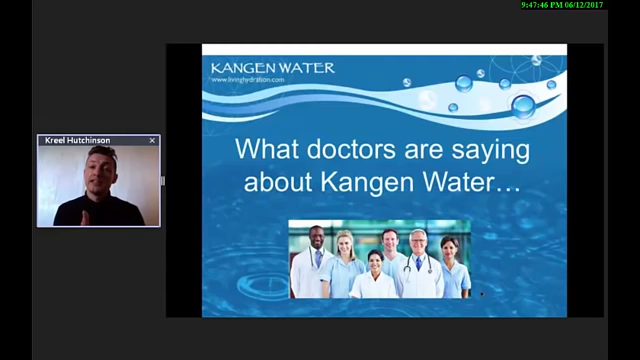 9:47:46 PM 06/12/2017
KANGEN WATER
www.livinghydration.com
Kreel Hutchinson
What doctors are saying
about Kangen Water…